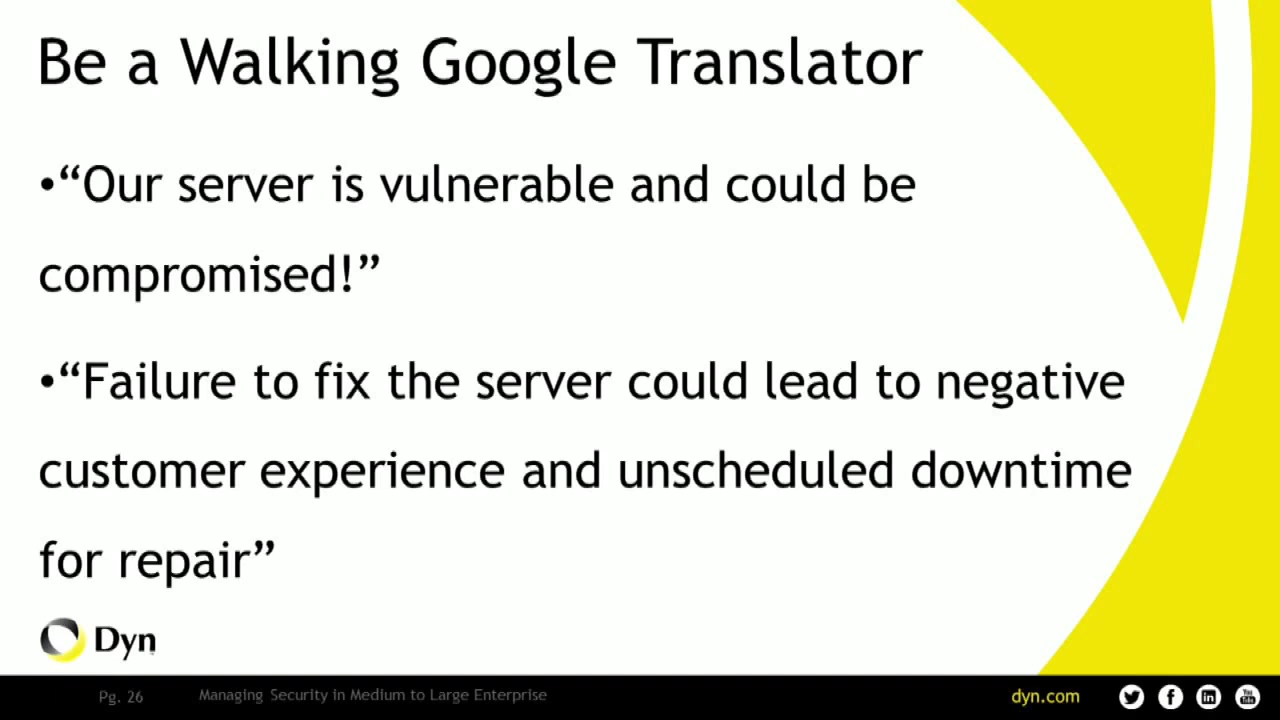 Be a Walking Google Translator
•“Our server is vulnerable and could be
compromised!”
•“Failure to fix the server could lead to negative
customer experience and unscheduled downtime
for repair”
Dyn
Pg. 26 Managing Security in Medium to Large Enterprise dyn.com